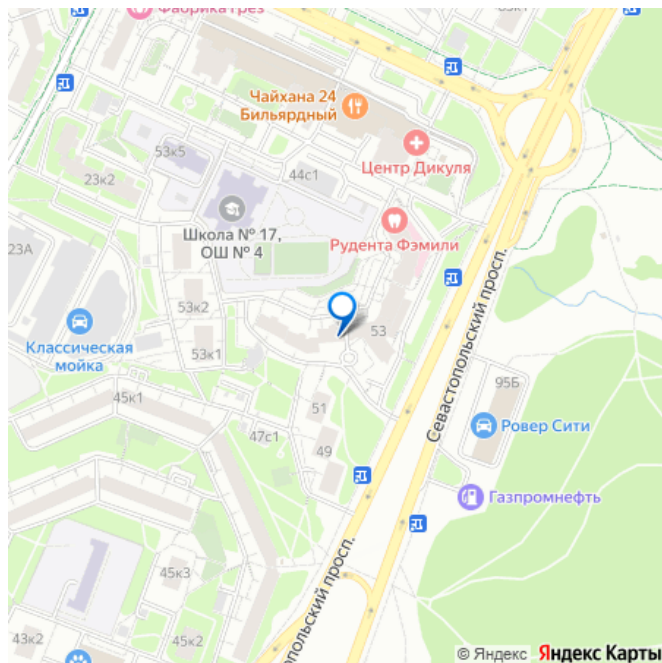 Фабрика грёз
Чайхана 24
Бильярдный
Центр Дикуля
53к5
44с1
23к2
Школа № 17,
ОШ № 4
Рудента Фэмили
23А
53к2
53
Классическая
мойка
53к1
Севастопольский просп.
95Б
45к1
51
Ровер Сити
47с1
49
Газпромнефть
45к3
опольский просп.
43к2
45к2
© Яндекс Яндекс Карты